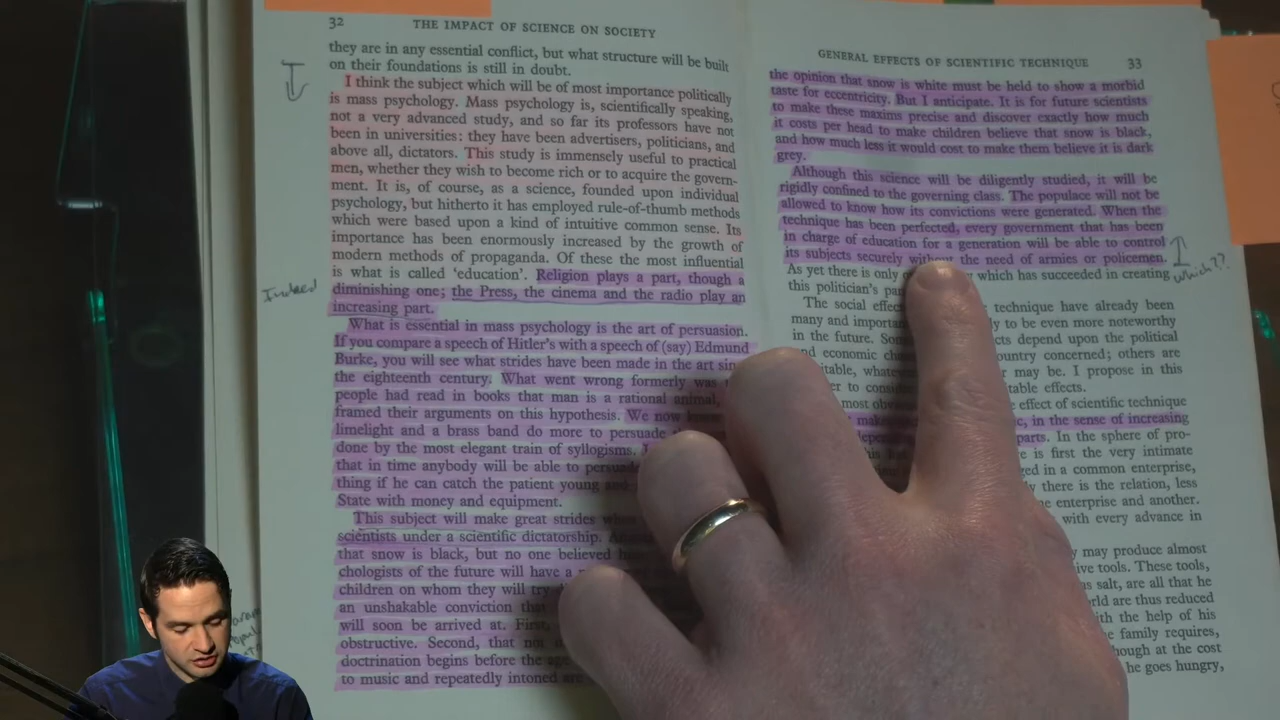 32 THE IMPACT OF SCIENCE ON SOCIETY
they are in any essential conflict, but what structure will be built
on their foundations is still in doubt.
I think the subject which will be of most importance politically
is mass psychology. Mass psychology is, scientifically speaking,
not a very advanced study, and so far its professors have not
been in universities: they have been advertisers, politicians, and
above all, dictators. This study is immensely useful to practical
men, whether they wish to become rich or to acquire the govern-
ment. It is, of course, as a science, founded upon individual
psychology, but hitherto it has employed rule-of-thumb methods
which were based upon a kind of intuitive common sense. Its
importance has been enormously increased by the growth of
modern methods of propaganda. Of these the most influential
is what is called 'education'. Religion plays a part, though a
diminishing one; the Press, the cinema and the radio play an
increasing part.
What is essential in mass psychology is the art of persuasion.
If you compare a speech of Hitler's with a speech of (say) Edmund
Burke, you will see what strides have been made in the art
the eighteenth century. What went wrong formerly was
people had read in books that man is a rational animal,
framed their arguments on this hypothesis. We now
limelight and a brass band do more to persuade
done by the most elegant train of syllogisms.
that in time anybody will be able to
thing if he can catch the patient young
State with money and equipment.
This subject will make great strides
scientists under a scientific dictatorship.
that snow is black, but no one believed
chologists of the future will have a
children on whom they will try
an unshakable conviction that
will soon be arrived at. First,
obstructive. Second, that
doctrination begins before the
to music and repeatedly intoned
GENERAL EFFECTS OF SCIENTIFIC TECHNIQUE 33
the opinion that snow is white must be held to show a morbid
taste for eccentricity. But I anticipate. It is for future scientists
to make these maxims precise and discover exactly how much
it costs per head to make children believe that snow is black,
and how much less it would cost to make them believe it is dark
grey.
Although this science will be diligently studied, it will be
rigidly confined to the governing class. The populace will not be
allowed to know how its convictions were generated. When the
technique has been perfected, every government that has been
in charge of education for a generation will be able to control
its subjects securely without the need of armies or policemen.
As yet there is only which has succeeded in creating
this politician's
The social technique have already been
many and to be even more noteworthy
in the future. depend upon the political
and economic country concerned; others are
may be. I propose in this
to
effect of scientific technique
in the sense of increasing
parts. In the sphere of pro-
is first the very intimate
in a common enterprise,
there is the relation, less
enterprise and another.
with every advance in
may produce almost
tools. These tools,
salt, are all that he
are thus reduced
with the help of his
family requires,
at the cost
he goes hungry,
Indeed
which??